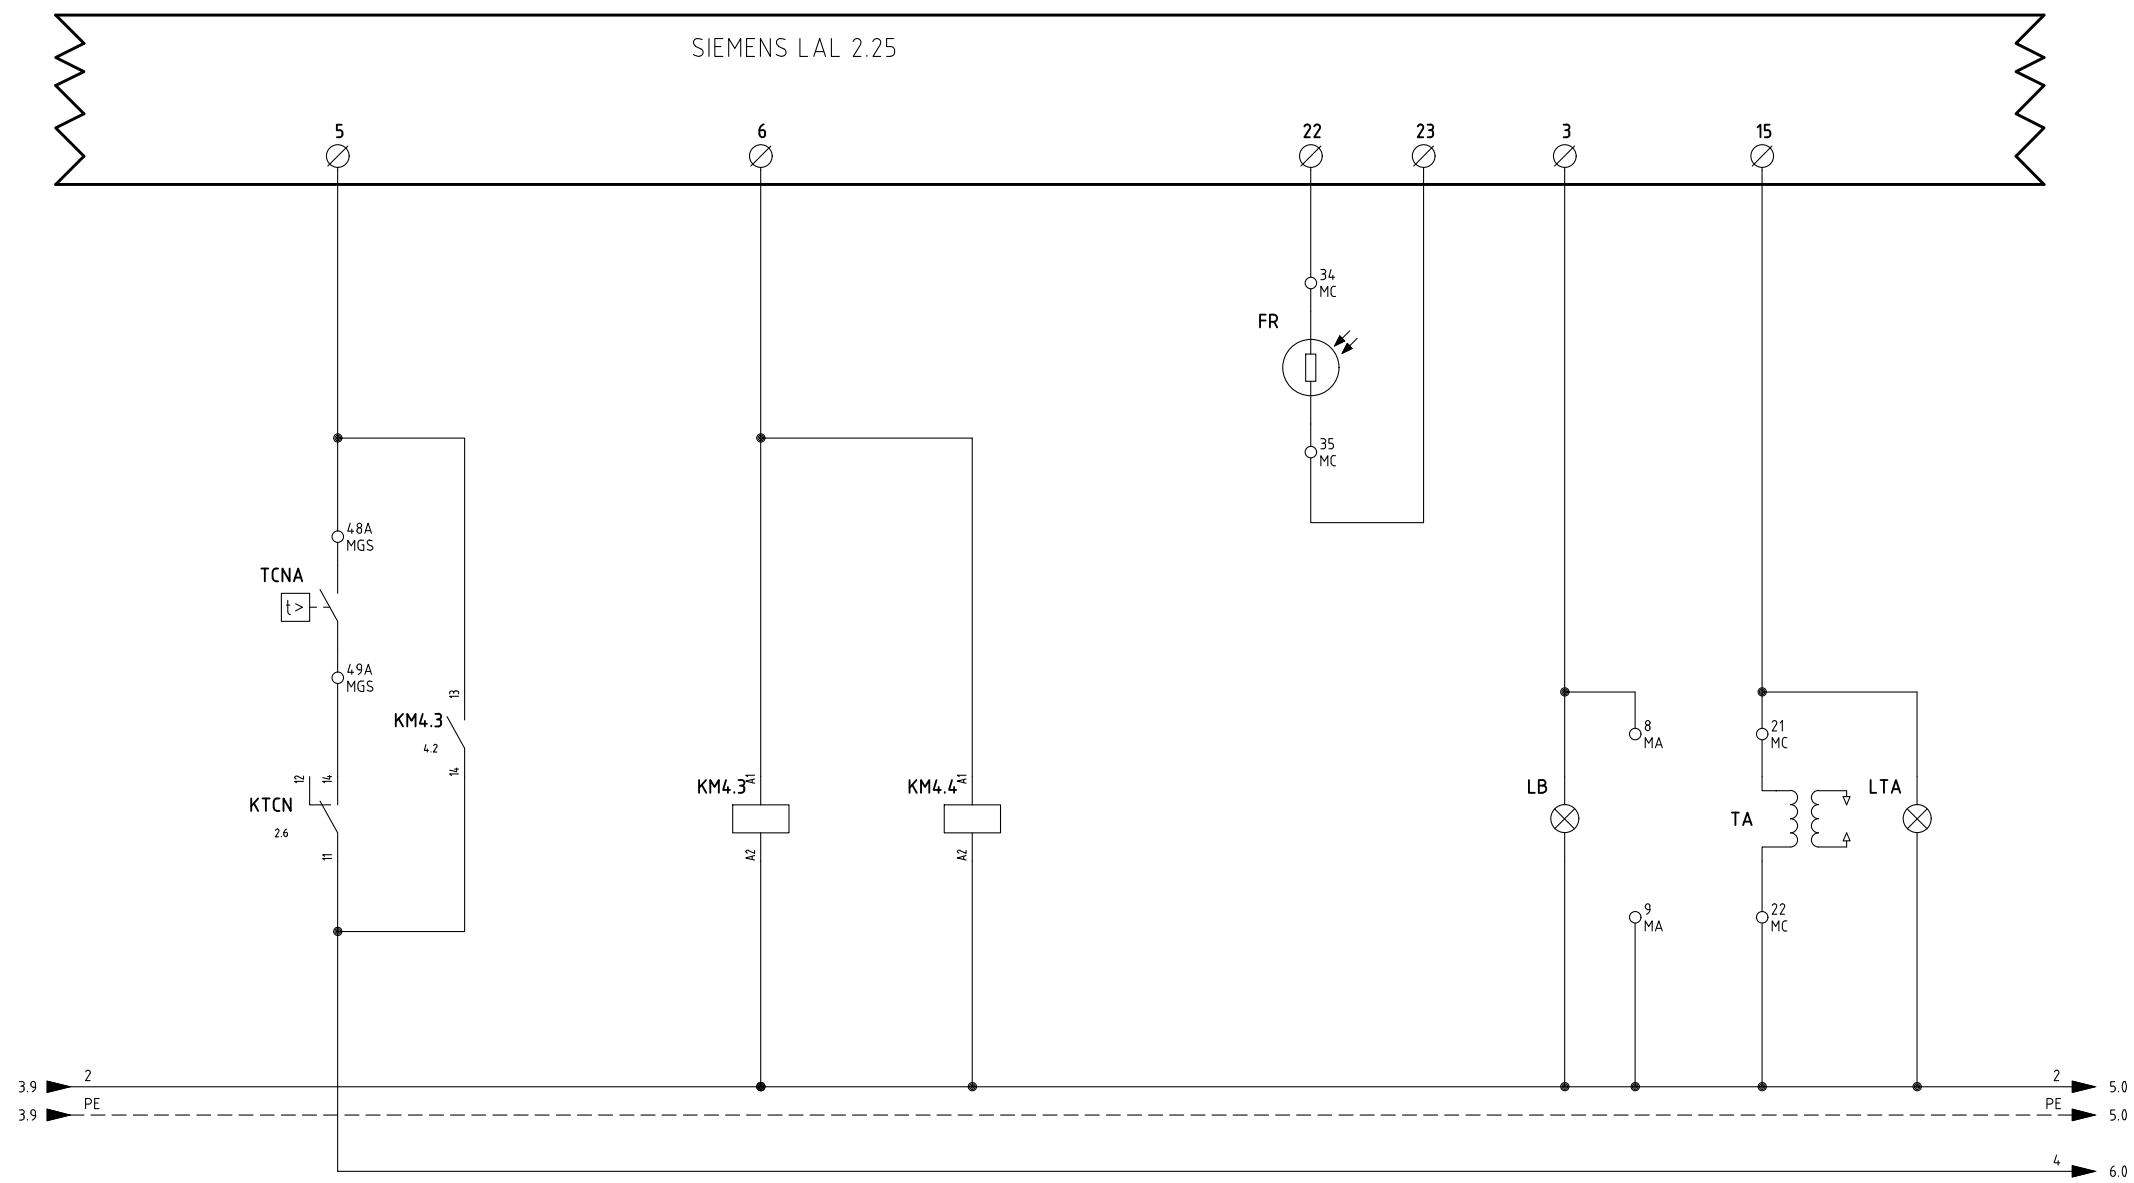 SIEMENS LAL 2.25
5 6 22 23 3 15
34
MC
FR
35
MC
48A
MGS
TCNA
t>
49A
MGS
13
KM4.3
4.2
14
12 14
KTCN
2.6
11
KM4.3 A1
A2
KM4.4 A1
A2
8
MA
LB
9
MA
21
MC
TA
LTA
22
MC
3.9 2 2 5.0
3.9 PE PE 5.0
4 6.0